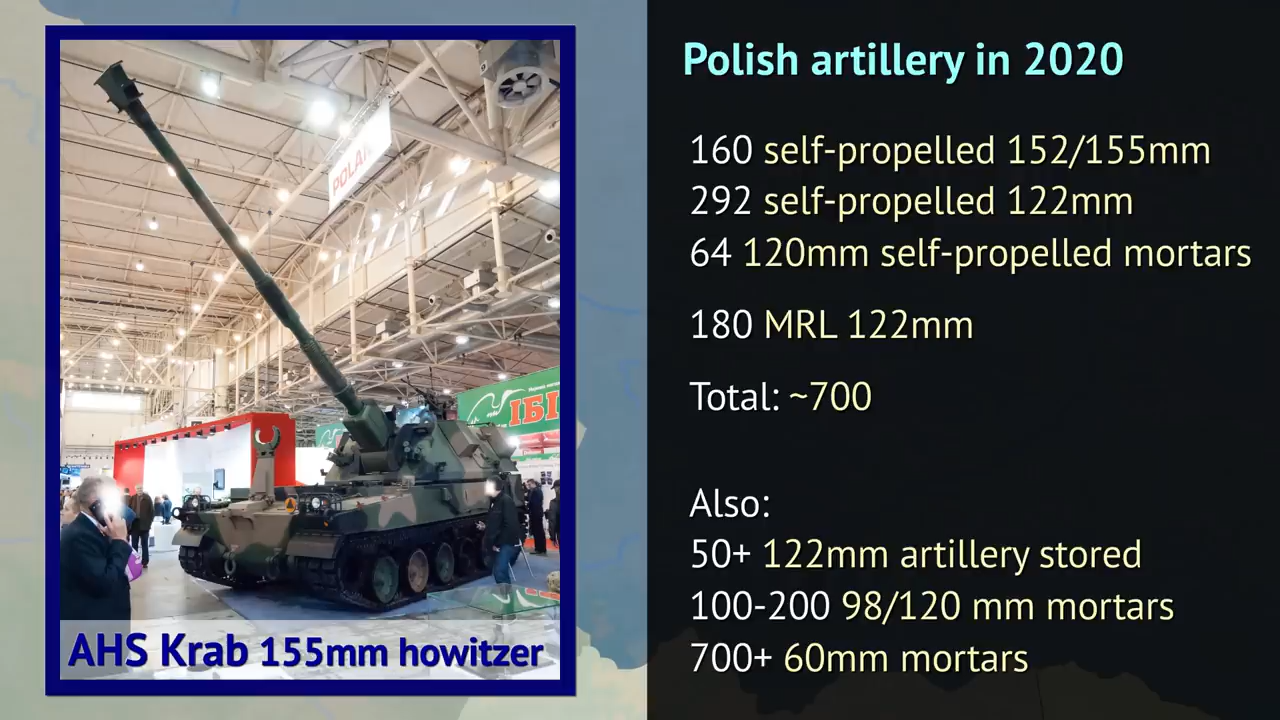 POLAND
ІБІ
AHS Krab 155mm howitzer
Polish artillery in 2020
160 self-propelled 152/155mm
292 self-propelled 122mm
64 120mm self-propelled mortars
180 MRL 122mm
Total: ~700
Also:
50+ 122mm artillery stored
100-200 98/120 mm mortars
700+ 60mm mortars